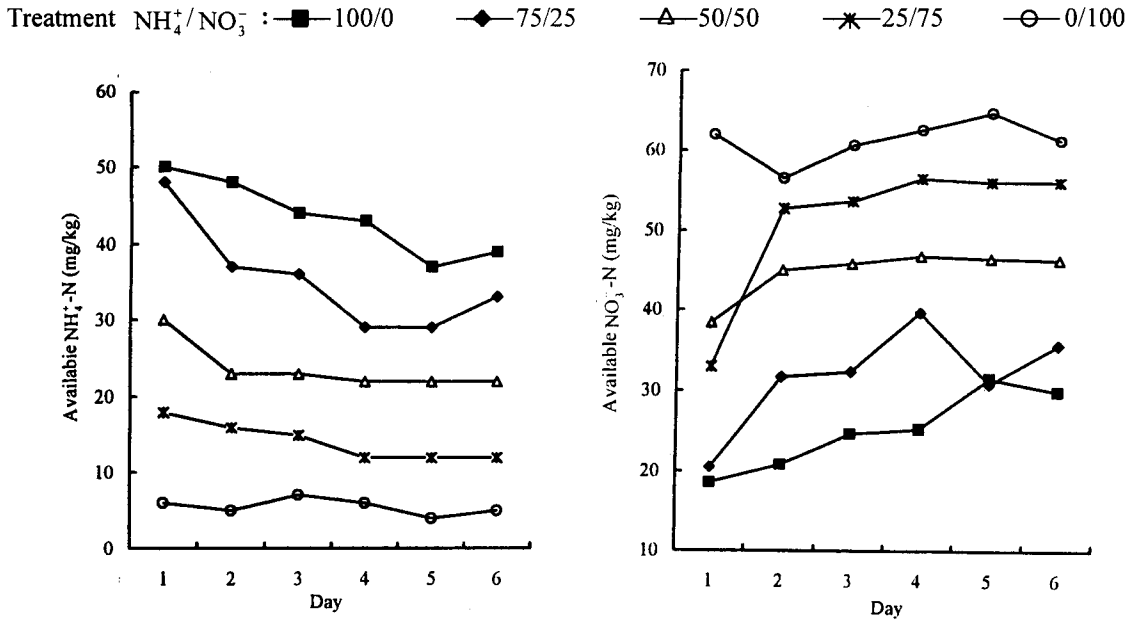 Treatment NH₄⁺/NO₃⁻ : 100/0 75/25 50/50 25/75 0/100
Available NH₄⁺-N (mg/kg)
60
50
40
30
20
10
0
1 2 3 4 5 6
Day
Available NO₃⁻-N (mg/kg)
70
60
50
40
30
20
10
1 2 3 4 5 6
Day